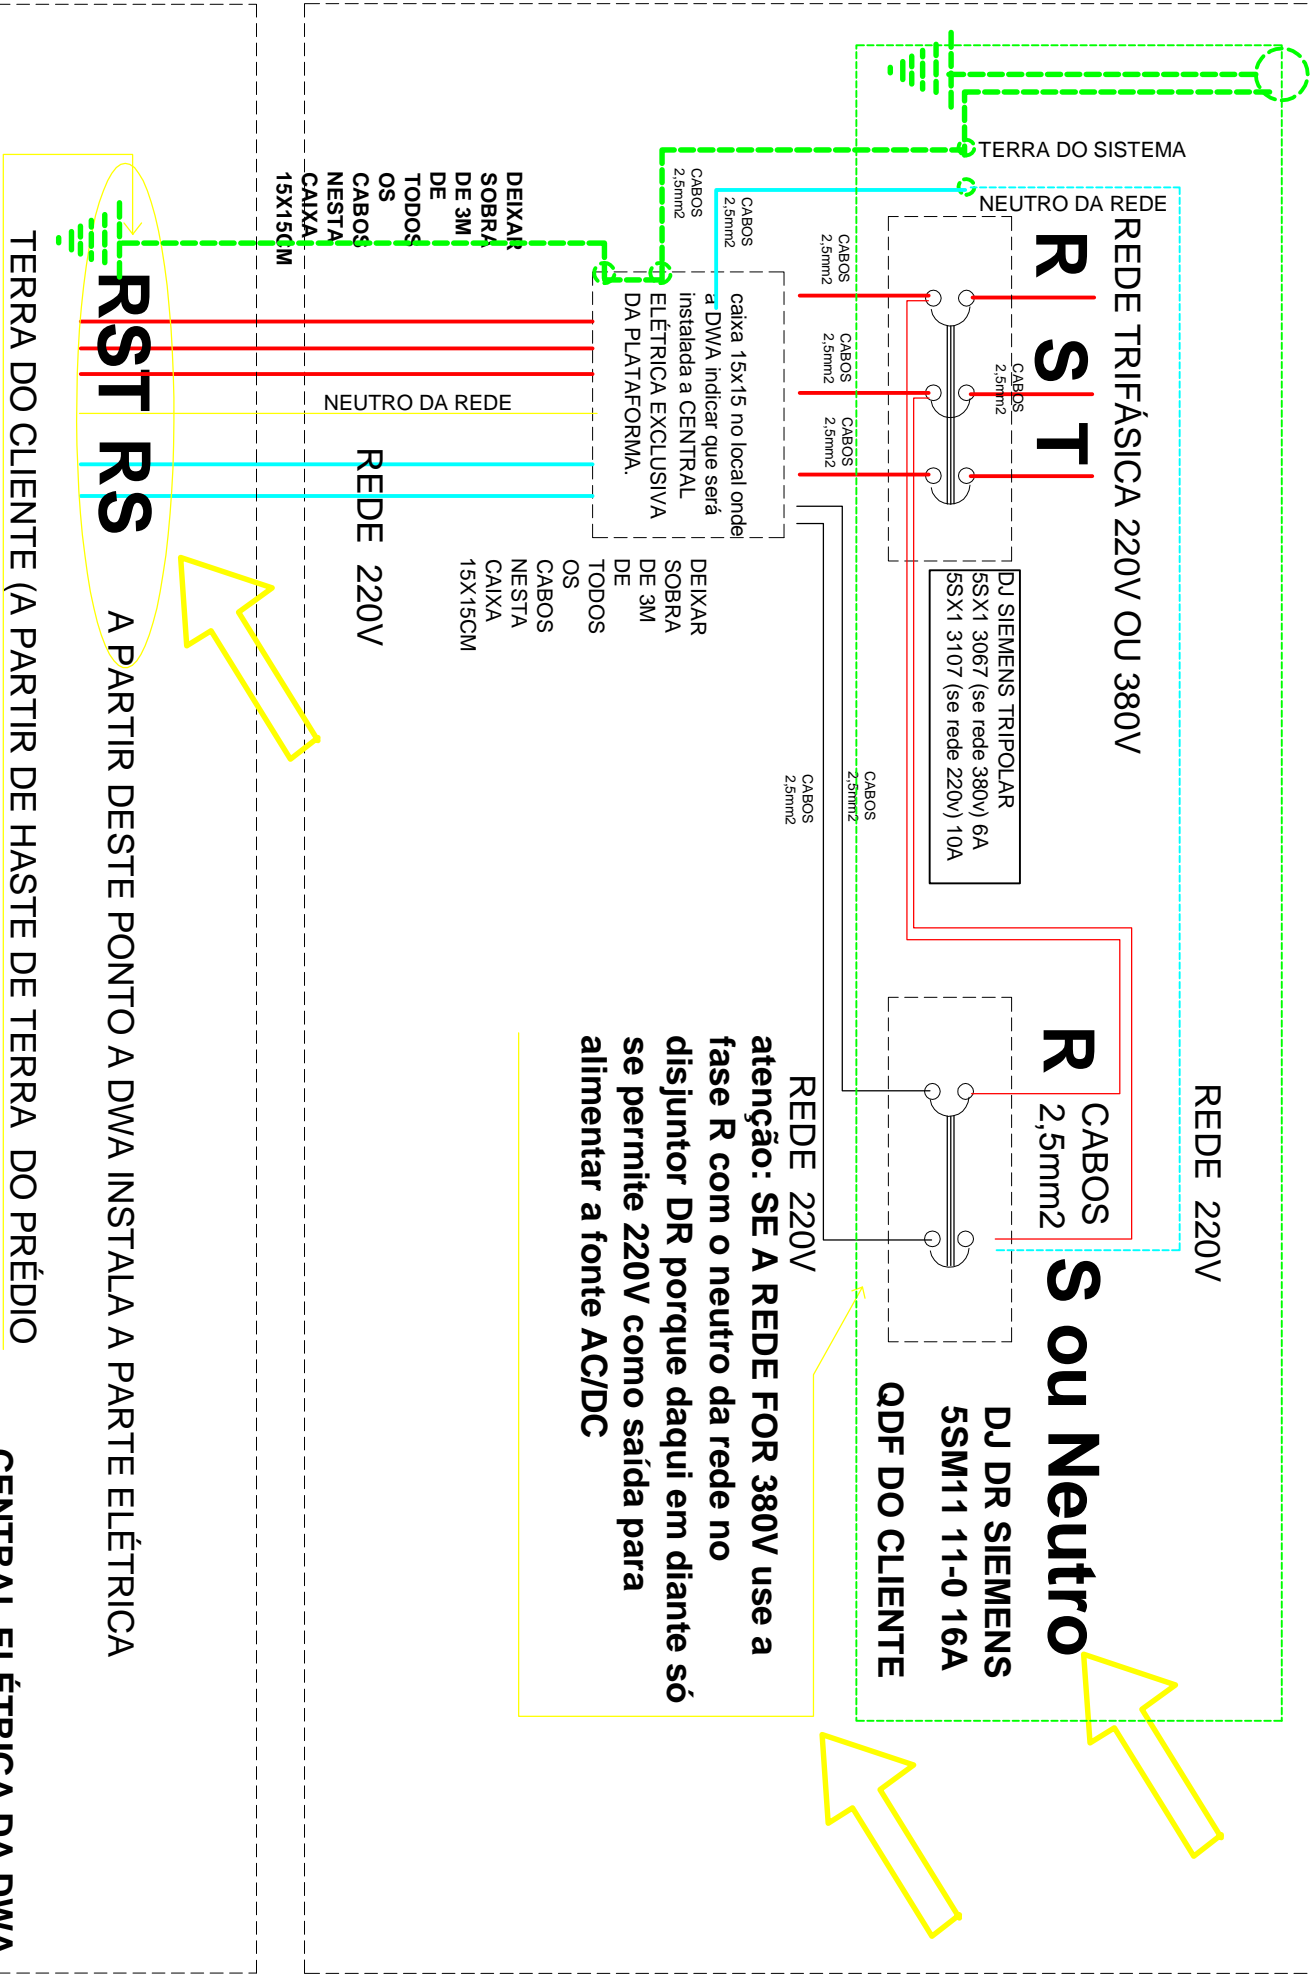 REDE TRIFÁSICA 220V OU 380V
R S T
TERRA DO SISTEMA
NEUTRO DA REDE
CABOS
2,5mm2
CABOS
2,5mm2
CABOS
2,5mm2
CABOS
2,5mm2
CABOS
2,5mm2
CABOS
2,5mm2
DJ SIEMENS TRIPOLAR
5SX1 3067 (se rede 380v) 6A
5SX1 3107 (se rede 220v) 10A
REDE 220V
R
CABOS
2,5mm2
S ou Neutro
DJ DR SIEMENS
5SM11 11-0 16A
QDF DO CLIENTE
CABOS
2,5mm2
CABOS
2,5mm2
REDE 220V
atenção: SE A REDE FOR 380V use a
fase R com o neutro da rede no
disjuntor DR porque daqui em diante só
se permite 220V como saída para
alimentar a fonte AC/DC
caixa 15x15 no local onde
a DWA indicar que será
instalada a CENTRAL
ELÉTRICA EXCLUSIVA
DA PLATAFORMA.
DEIXAR
SOBRA
DE 3M
DE
TODOS
OS
CABOS
NESTA
CAIXA
15X15CM
DEIXAR
SOBRA
DE 3M
DE
TODOS
OS
CABOS
NESTA
CAIXA
15X15CM
NEUTRO DA REDE
REDE 220V
RST RS
A PARTIR DESTE PONTO A DWA INSTALA A PARTE ELÉTRICA
TERRA DO CLIENTE (A PARTIR DE HASTE DE TERRA DO PRÉDIO
CENTRAL ELÉTRICA DA DWA